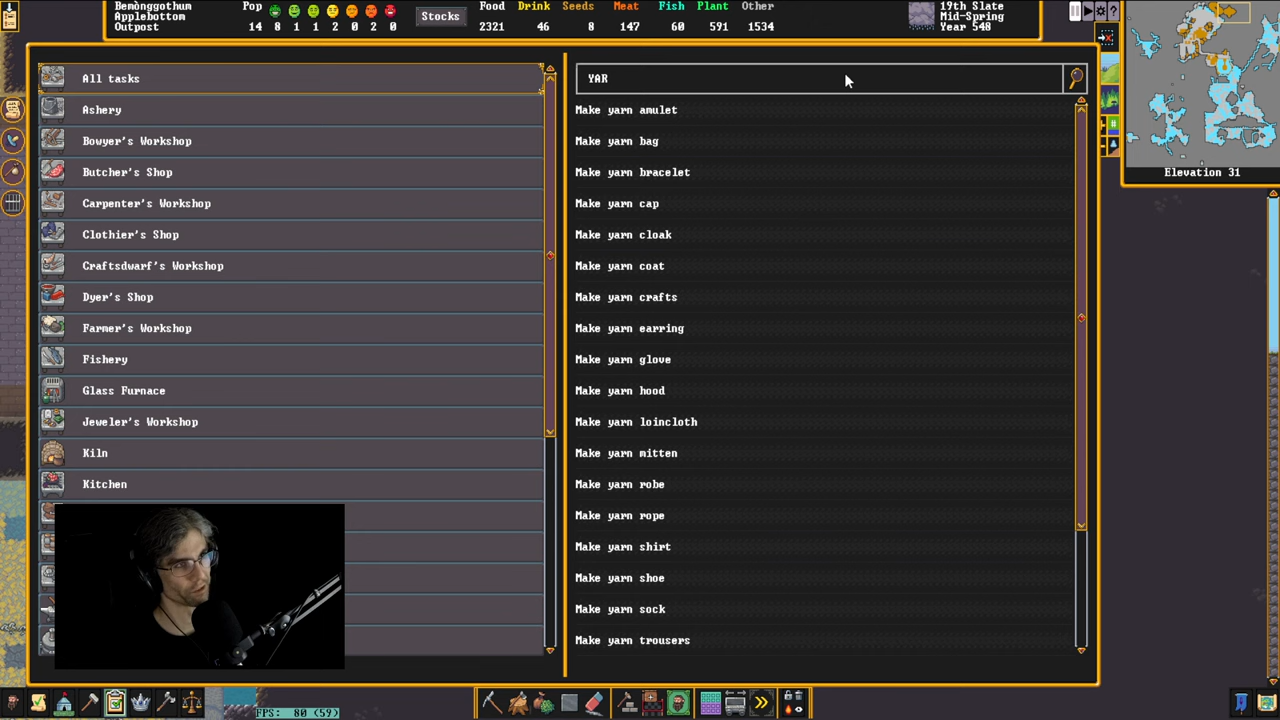 Bemönggothum
Applebottom
Outpost
Pop
14 8 1 1 2 0 2 0
Stocks
Food Drink Seeds Meat Fish Plant Other
2321 46 8 147 60 591 1534
19th Slate
Mid-Spring
Year 548
All tasks
Ashery
Bowyer's Workshop
Butcher's Shop
Carpenter's Workshop
Clothier's Shop
Craftsdwarf's Workshop
Dyer's Shop
Farmer's Workshop
Fishery
Glass Furnace
Jeweler's Workshop
Kiln
Kitchen
YAR
Make yarn amulet
Make yarn bag
Make yarn bracelet
Make yarn cap
Make yarn cloak
Make yarn coat
Make yarn crafts
Make yarn earring
Make yarn glove
Make yarn hood
Make yarn loincloth
Make yarn mitten
Make yarn robe
Make yarn rope
Make yarn shirt
Make yarn shoe
Make yarn sock
Make yarn trousers
Elevation 31
FPS: 80 (59)